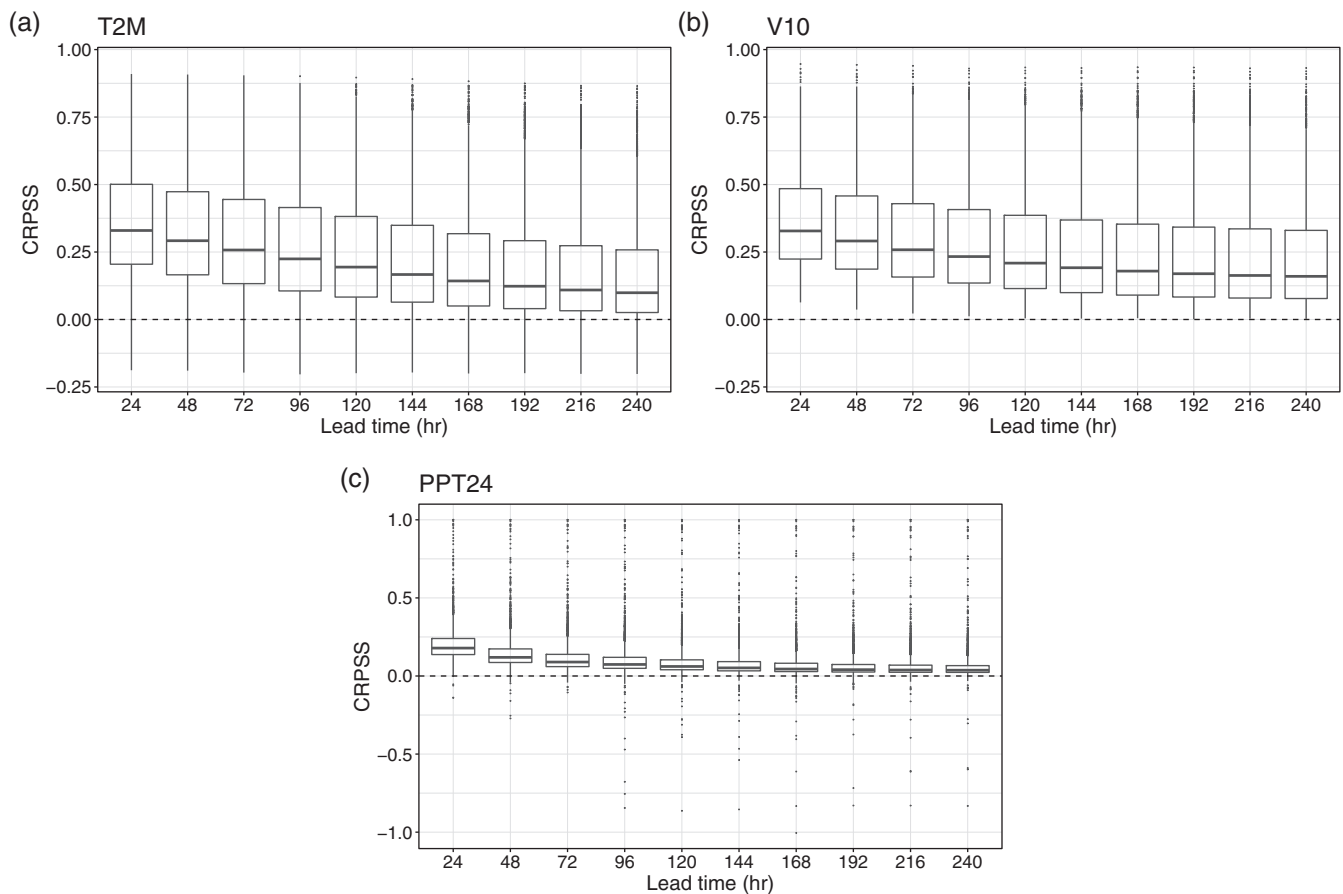 (a) T2M
1.00
0.75
0.50
0.25
0.00
−0.25
CRPSS
24 48 72 96 120 144 168 192 216 240
Lead time (hr)
(b) V10
1.00
0.75
0.50
0.25
0.00
−0.25
CRPSS
24 48 72 96 120 144 168 192 216 240
Lead time (hr)
(c) PPT24
1.0
0.5
0.0
−0.5
−1.0
CRPSS
24 48 72 96 120 144 168 192 216 240
Lead time (hr)